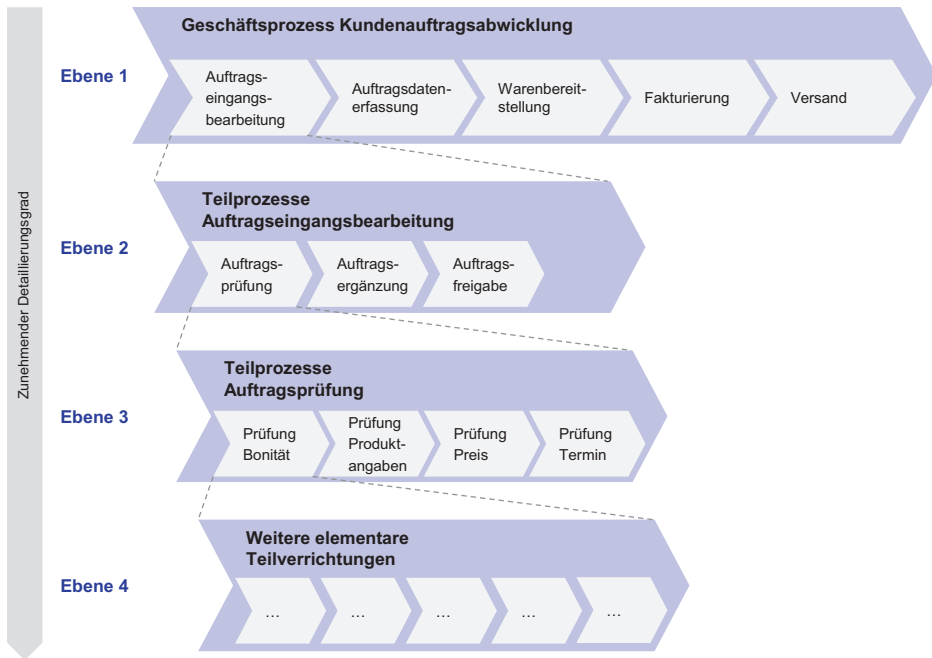 Geschäftsprozess Kundenauftragsabwicklung
Ebene 1
Auftrags-
eingangs-
bearbeitung
Auftragsdaten-
erfassung
Warenbereit-
stellung
Fakturierung
Versand
Zunehmender Detaillierungsgrad
Teilprozesse
Auftragseingangsbearbeitung
Ebene 2
Auftrags-
prüfung
Auftrags-
ergänzung
Auftrags-
freigabe
Teilprozesse
Auftragsprüfung
Ebene 3
Prüfung
Bonität
Prüfung
Produkt-
angaben
Prüfung
Preis
Prüfung
Termin
Weitere elementare
Teilverrichtungen
Ebene 4
...
...
...
...
...